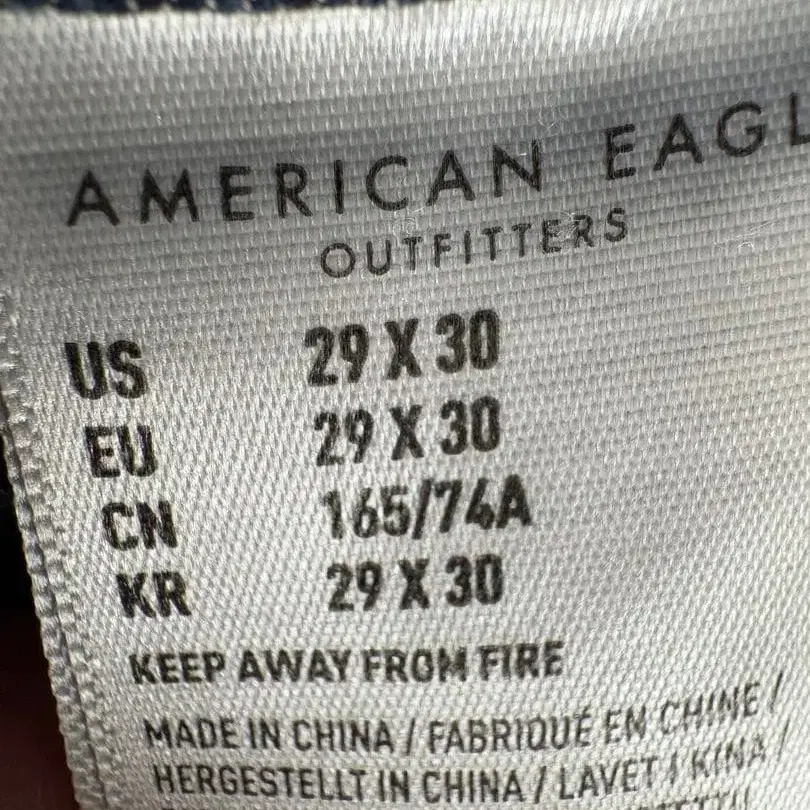 AMERICAN EAGL
OUTFITTERS
US 29 X 30
EU 29 X 30
CN 165/74A
KR 29 X 30
KEEP AWAY FROM FIRE
MADE IN CHINA / FABRIQUÉ EN CHINE /
HERGESTELLT IN CHINA / LAVET I KINA /